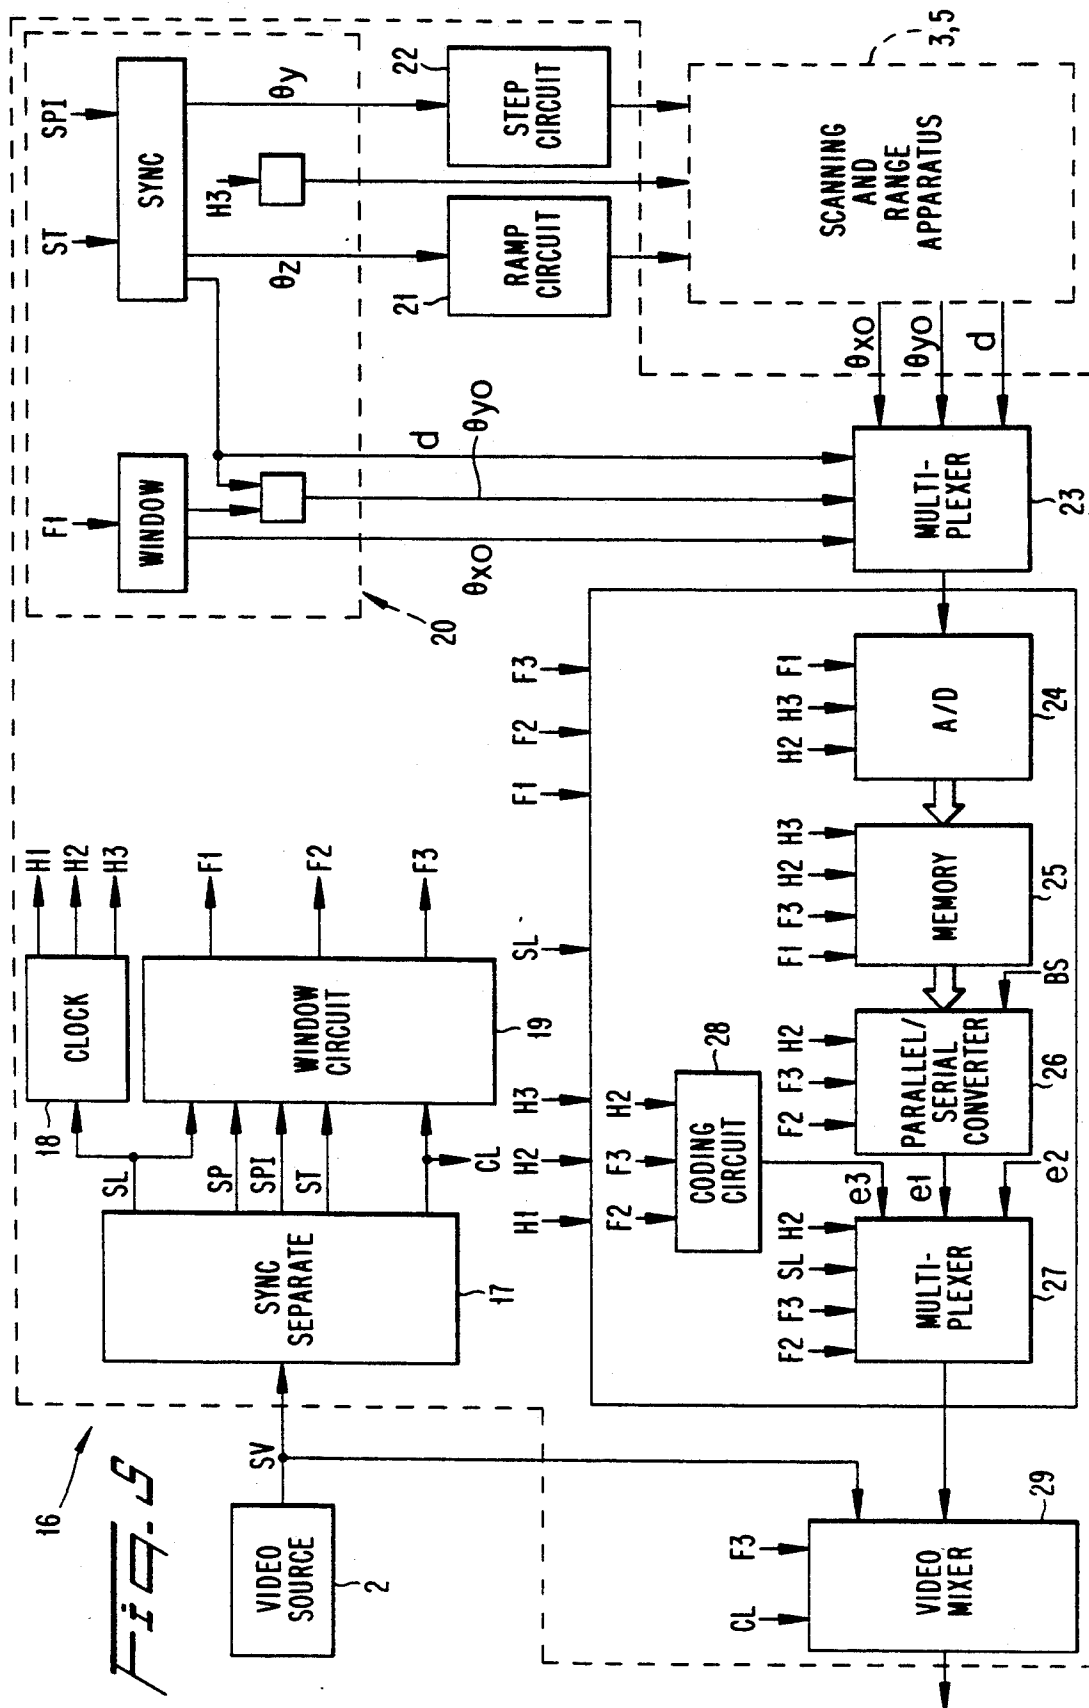 Fig. 5
16
VIDEO
SOURCE
2
SV
SYNC
SEPARATE
17
SL
SP
SPI
ST
CL
CLOCK
18
H1
H2
H3
WINDOW
CIRCUIT
19
F1
F2
F3
F1
WINDOW
ST
SPI
SYNC
H3
20
θxo
θyo
d
θz
θy
RAMP
CIRCUIT
21
STEP
CIRCUIT
22
SCANNING
AND
RANGE
APPARATUS
3,5
θxo
θyo
d
H1
H2
H3
SL
F1
F2
F3
F2
F3
H2
CODING
CIRCUIT
28
CL
F3
VIDEO
MIXER
29
F2
F3
SL
H2
MULTI-
PLEXER
27
e3
e1
e2
F2
F3
H2
PARALLEL/
SERIAL
CONVERTER
26
BS
F1
F3
H2
H3
MEMORY
25
H2
H3
F1
A/D
24
MULTI-
PLEXER
23